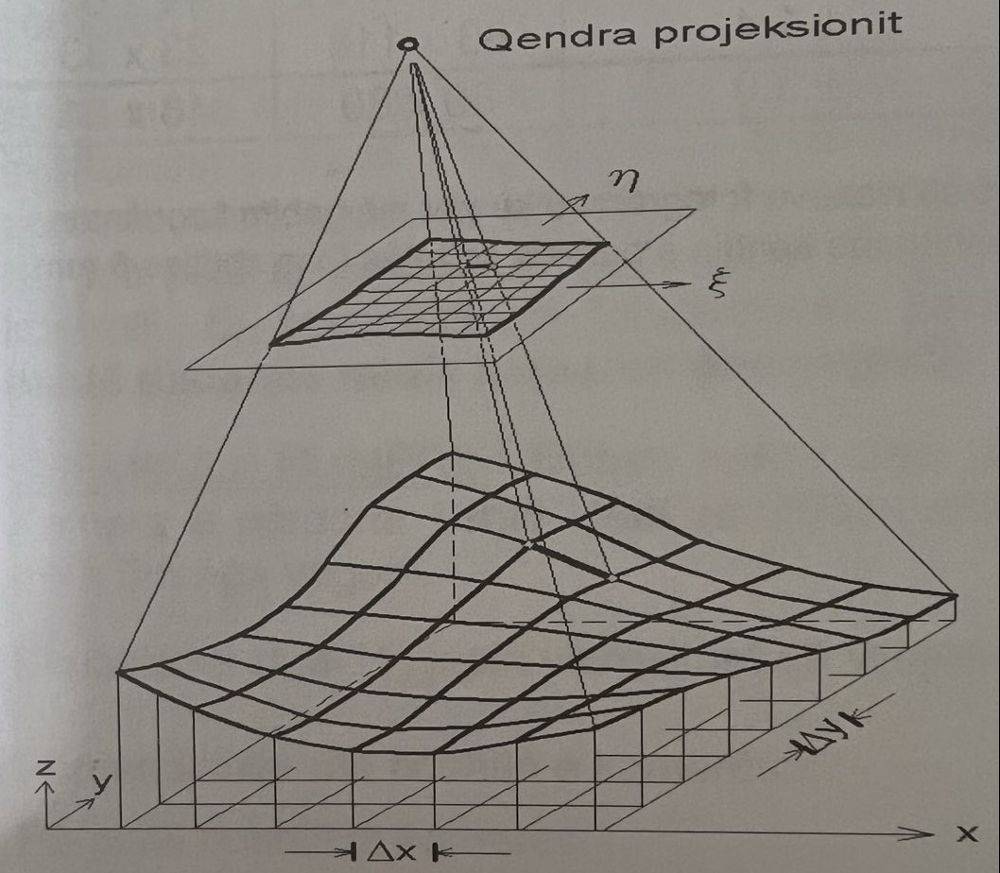 Qendra projeksionit
η
ξ
Δy
z
y
x
Δx